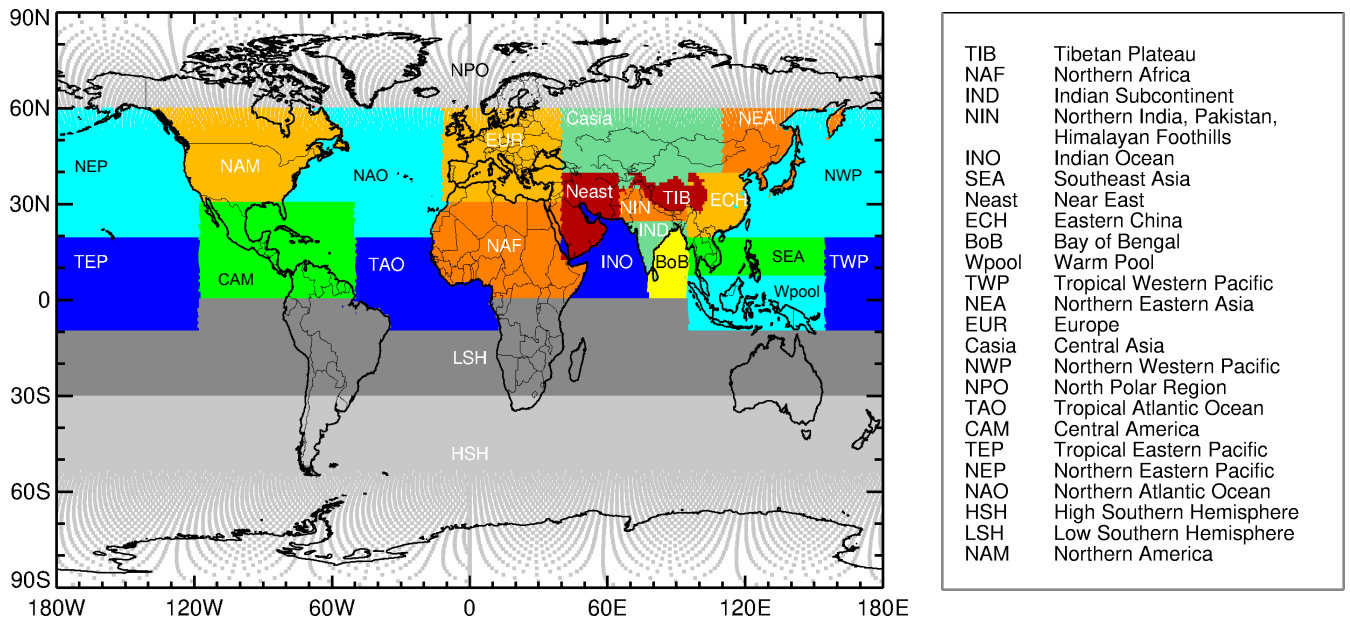 90N
60N
30N
0
30S
60S
90S
180W
120W
60W
0
60E
120E
180E
NPO
Casia
NEA
EUR
NEP
NAM
NAO
NWP
Neast
TIB
NIN
ECH
IND
NAF
TEP
CAM
TAO
INO
BoB
SEA
TWP
Wpool
LSH
HSH
TIB Tibetan Plateau
NAF Northern Africa
IND Indian Subcontinent
NIN Northern India, Pakistan,
Himalayan Foothills
INO Indian Ocean
SEA Southeast Asia
Neast Near East
ECH Eastern China
BoB Bay of Bengal
Wpool Warm Pool
TWP Tropical Western Pacific
NEA Northern Eastern Asia
EUR Europe
Casia Central Asia
NWP Northern Western Pacific
NPO North Polar Region
TAO Tropical Atlantic Ocean
CAM Central America
TEP Tropical Eastern Pacific
NEP Northern Eastern Pacific
NAO Northern Atlantic Ocean
HSH High Southern Hemisphere
LSH Low Southern Hemisphere
NAM Northern America